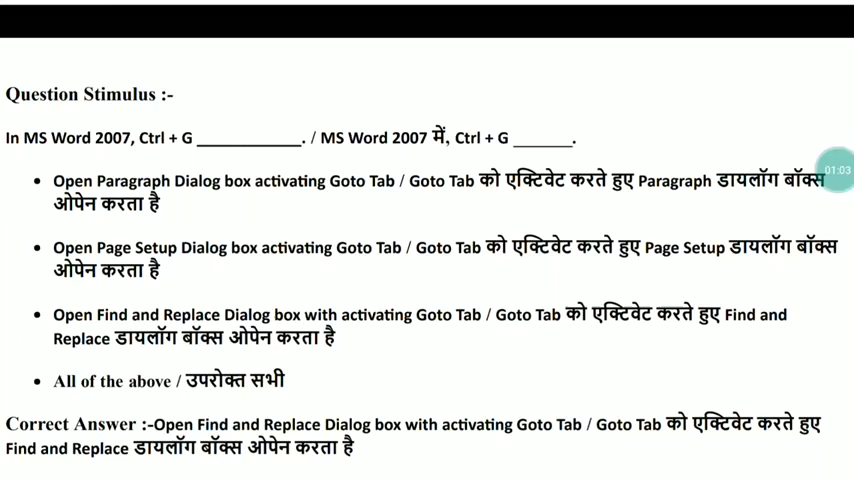 Question Stimulus :-
In MS Word 2007, Ctrl + G ____________. / MS Word 2007 में, Ctrl + G _______.
• Open Paragraph Dialog box activating Goto Tab / Goto Tab को एक्टिवेट करते हुए Paragraph डायलॉग बॉक्स
ओपेन करता है
• Open Page Setup Dialog box activating Goto Tab / Goto Tab को एक्टिवेट करते हुए Page Setup डायलॉग बॉक्स
ओपेन करता है
• Open Find and Replace Dialog box with activating Goto Tab / Goto Tab को एक्टिवेट करते हुए Find and
Replace डायलॉग बॉक्स ओपेन करता है
• All of the above / उपरोक्त सभी
Correct Answer :-Open Find and Replace Dialog box with activating Goto Tab / Goto Tab को एक्टिवेट करते हुए
Find and Replace डायलॉग बॉक्स ओपेन करता है
01:03